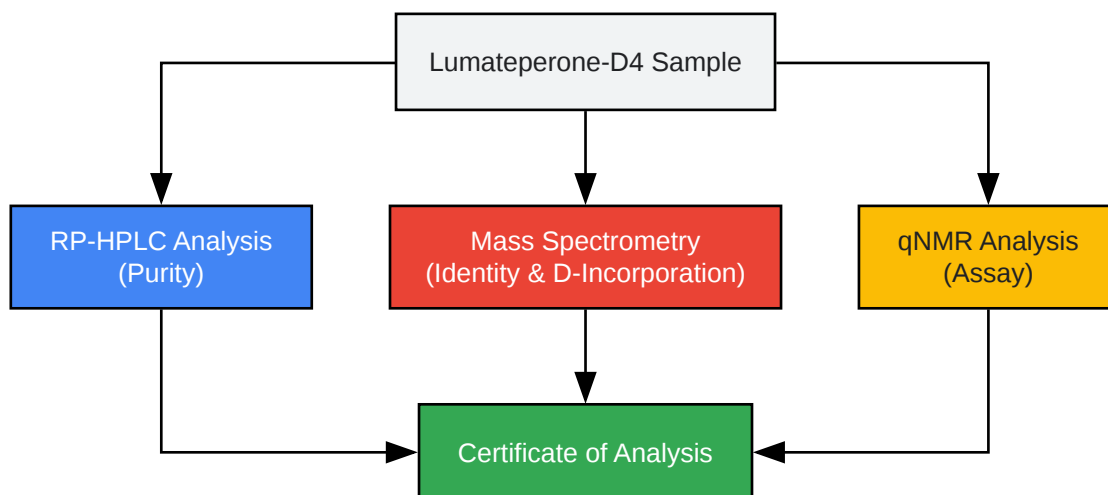 Lumateperone-D4 Sample
RP-HPLC Analysis
(Purity)
Mass Spectrometry
(Identity & D-Incorporation)
qNMR Analysis
(Assay)
Certificate of Analysis